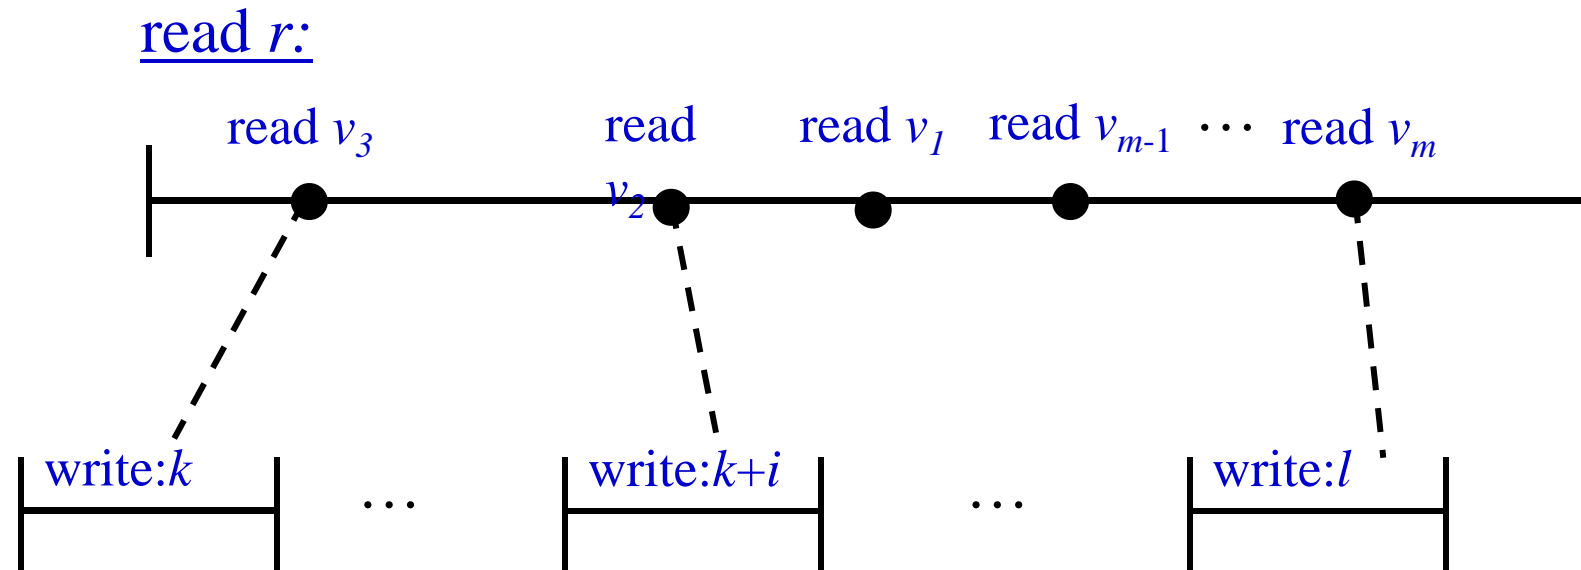 read r:
read v3 read v2 read v1 read vm-1 ··· read vm
write:k ··· write:k+i ··· write:l